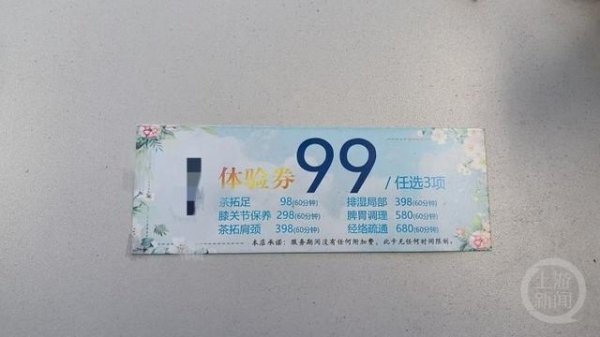 体验券 99 / 任选3项
茶拓足 98(60分钟) 排湿局部 398(60分钟)
膝关节保养 298(60分钟) 脾胃调理 580(60分钟)
茶拓肩颈 398(60分钟) 经络疏通 680(60分钟)
本店承诺：服务期间没有任何附加费，此卡无任何时间限制。
上游新闻